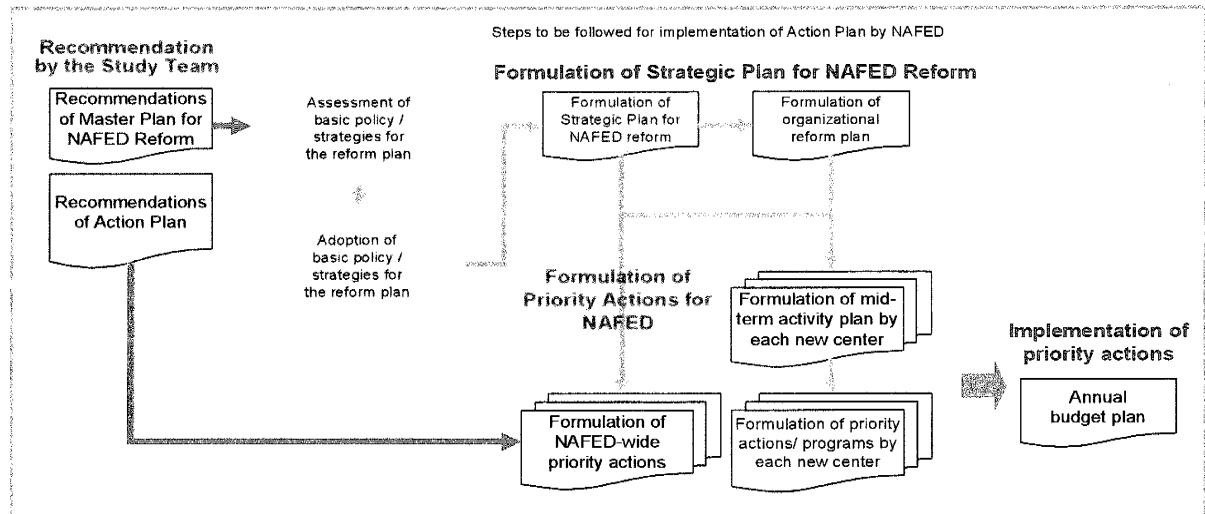 Steps to be followed for implementation of Action Plan by NAFED
Recommendation
by the Study Team
Formulation of Strategic Plan for NAFED Reform
Recommendations
of Master Plan for
NAFED Reform
Assessment of
basic policy /
strategies for
the reform plan
Formulation of
Strategic Plan for
NAFED reform
Formulation of
organizational
reform plan
Recommendations
of Action Plan
Adoption of
basic policy /
strategies for
the reform plan
Formulation of
Priority Actions for
NAFED
Formulation of mid-
term activity plan by
each new center
Implementation of
priority actions
Annual
budget plan
Formulation of
NAFED-wide
priority actions
Formulation of priority
actions/ programs by
each new center